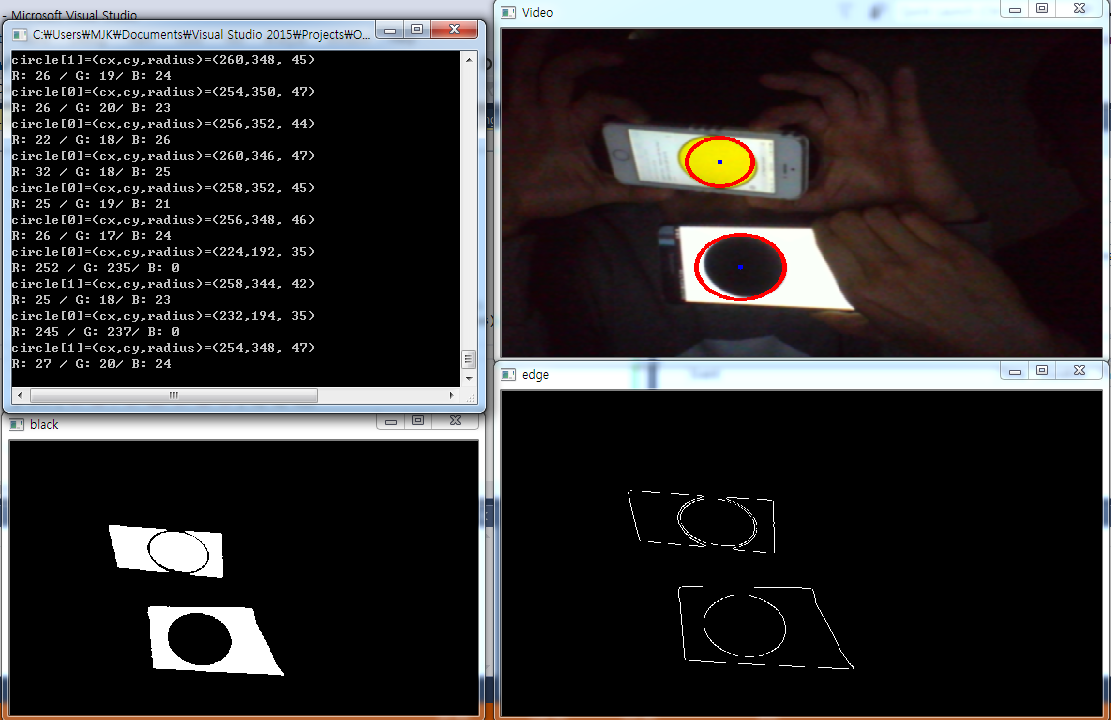 - Microsoft Visual Studio
C:₩Users₩MJK₩Documents₩Visual Studio 2015₩Projects₩O...
circle[1]=(cx,cy,radius)=(260,348, 45)
R: 26 / G: 19/ B: 24
circle[0]=(cx,cy,radius)=(254,350, 47)
R: 26 / G: 20/ B: 23
circle[0]=(cx,cy,radius)=(256,352, 44)
R: 22 / G: 18/ B: 26
circle[0]=(cx,cy,radius)=(260,346, 47)
R: 32 / G: 18/ B: 25
circle[0]=(cx,cy,radius)=(258,352, 45)
R: 25 / G: 19/ B: 21
circle[0]=(cx,cy,radius)=(256,348, 46)
R: 26 / G: 17/ B: 24
circle[0]=(cx,cy,radius)=(224,192, 35)
R: 252 / G: 235/ B: 0
circle[1]=(cx,cy,radius)=(258,344, 42)
R: 25 / G: 18/ B: 23
circle[0]=(cx,cy,radius)=(232,194, 35)
R: 245 / G: 237/ B: 0
circle[1]=(cx,cy,radius)=(254,348, 47)
R: 27 / G: 20/ B: 24
Video
black
edge